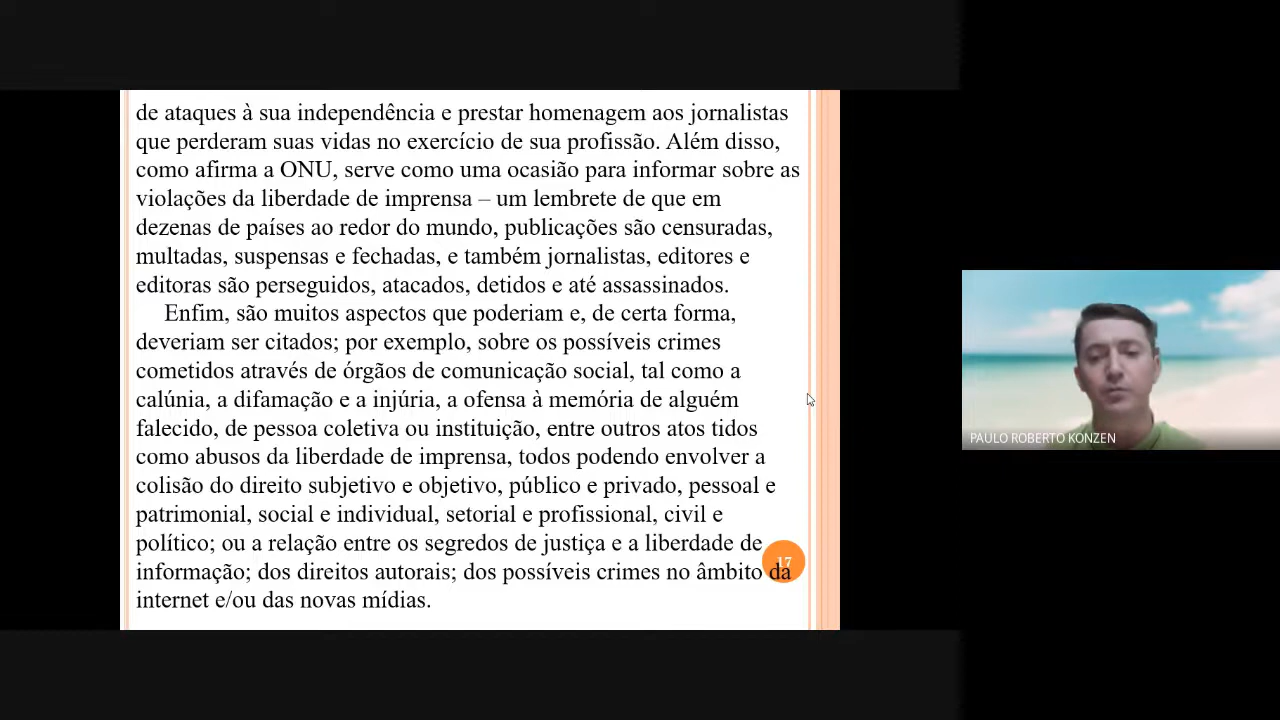 de ataques à sua independência e prestar homenagem aos jornalistas
que perderam suas vidas no exercício de sua profissão. Além disso,
como afirma a ONU, serve como uma ocasião para informar sobre as
violações da liberdade de imprensa – um lembrete de que em
dezenas de países ao redor do mundo, publicações são censuradas,
multadas, suspensas e fechadas, e também jornalistas, editores e
editoras são perseguidos, atacados, detidos e até assassinados.
Enfim, são muitos aspectos que poderiam e, de certa forma,
deveriam ser citados; por exemplo, sobre os possíveis crimes
cometidos através de órgãos de comunicação social, tal como a
calúnia, a difamação e a injúria, a ofensa à memória de alguém
falecido, de pessoa coletiva ou instituição, entre outros atos tidos
como abusos da liberdade de imprensa, todos podendo envolver a
colisão do direito subjetivo e objetivo, público e privado, pessoal e
patrimonial, social e individual, setorial e profissional, civil e
político; ou a relação entre os segredos de justiça e a liberdade de
informação; dos direitos autorais; dos possíveis crimes no âmbito da
internet e/ou das novas mídias.
17
PAULO ROBERTO KONZEN